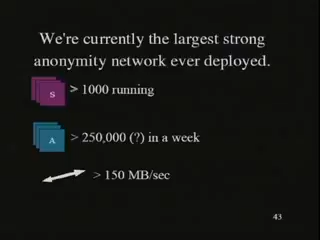 We're currently the largest strong
anonymity network ever deployed.
S > 1000 running
A > 250,000 (?) in a week
> 150 MB/sec
43